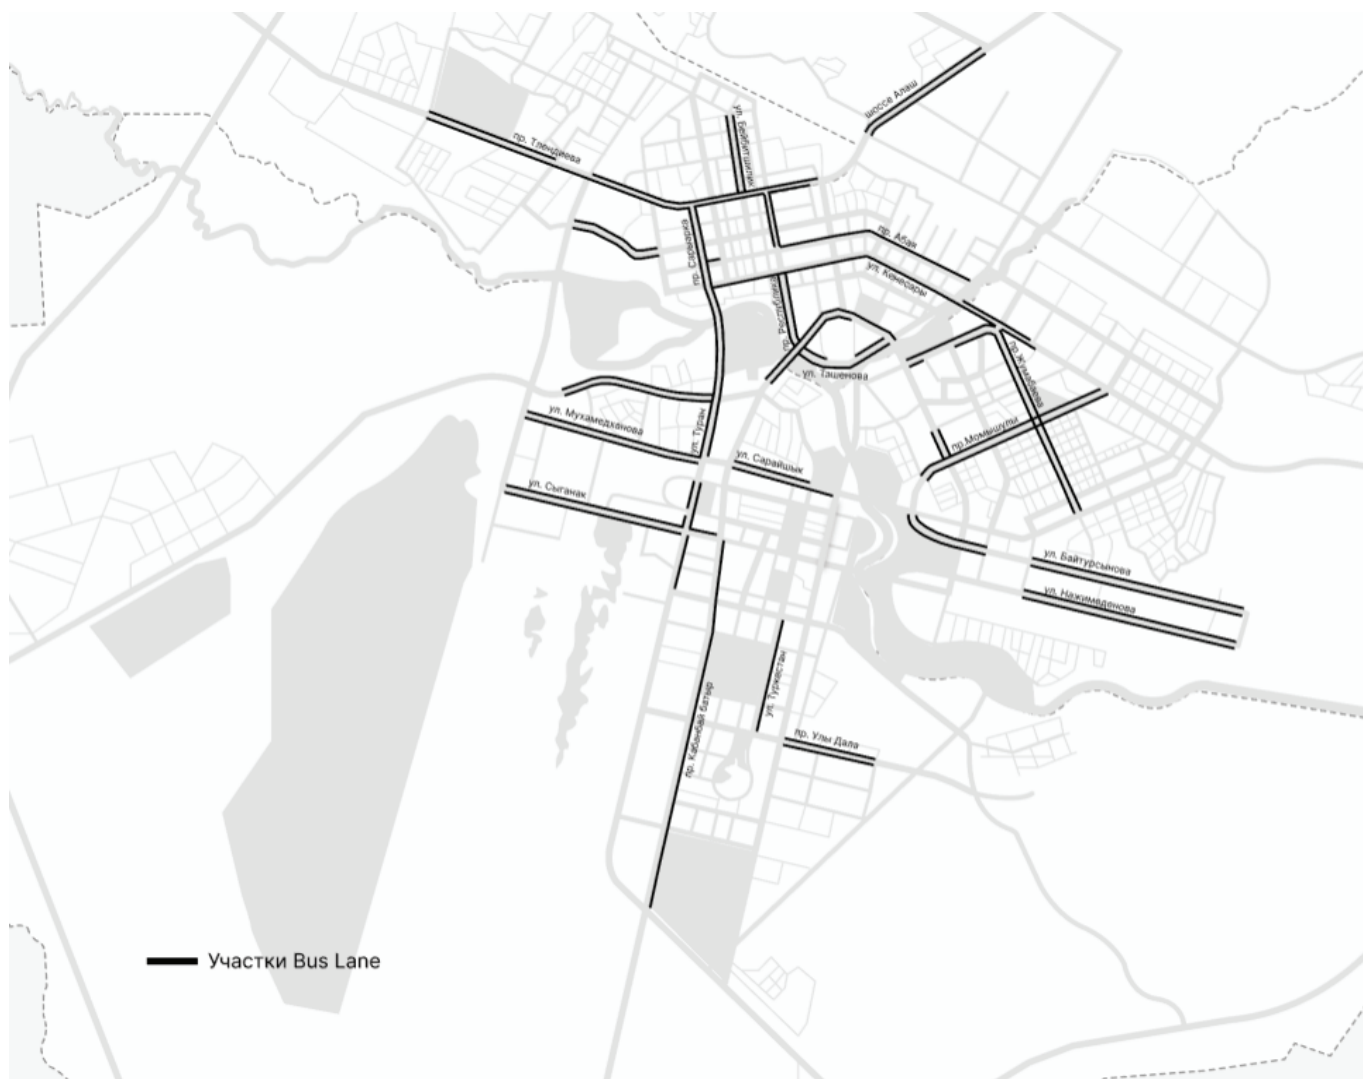 шоссе Алаш
ул. Бейбитшилик
пр. Тлендиева
пр. Сарыарка
пр. Абая
ул. Кенесары
пр. Республика
ул. Ташенова
пр. Жумабаева
ул. Мухамедханова
ул. Туран
пр.Момышулы
ул. Сарайшык
ул. Сыганак
ул. Байтурсынова
ул. Нажимеденова
ул. Туркестан
пр. Кабанбай батыр
пр. Улы Дала
Участки Bus Lane